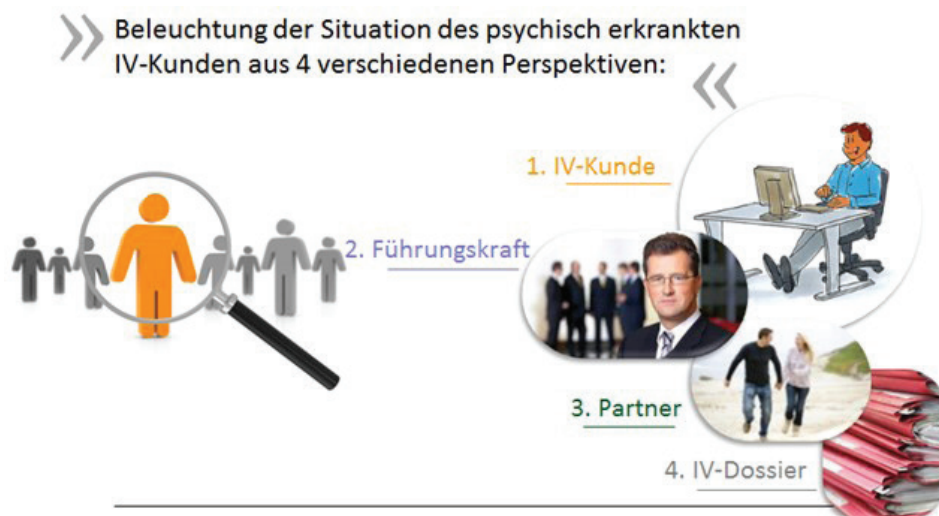 Beleuchtung der Situation des psychisch erkrankten
IV-Kunden aus 4 verschiedenen Perspektiven:
1. IV-Kunde
2. Führungskraft
3. Partner
4. IV-Dossier